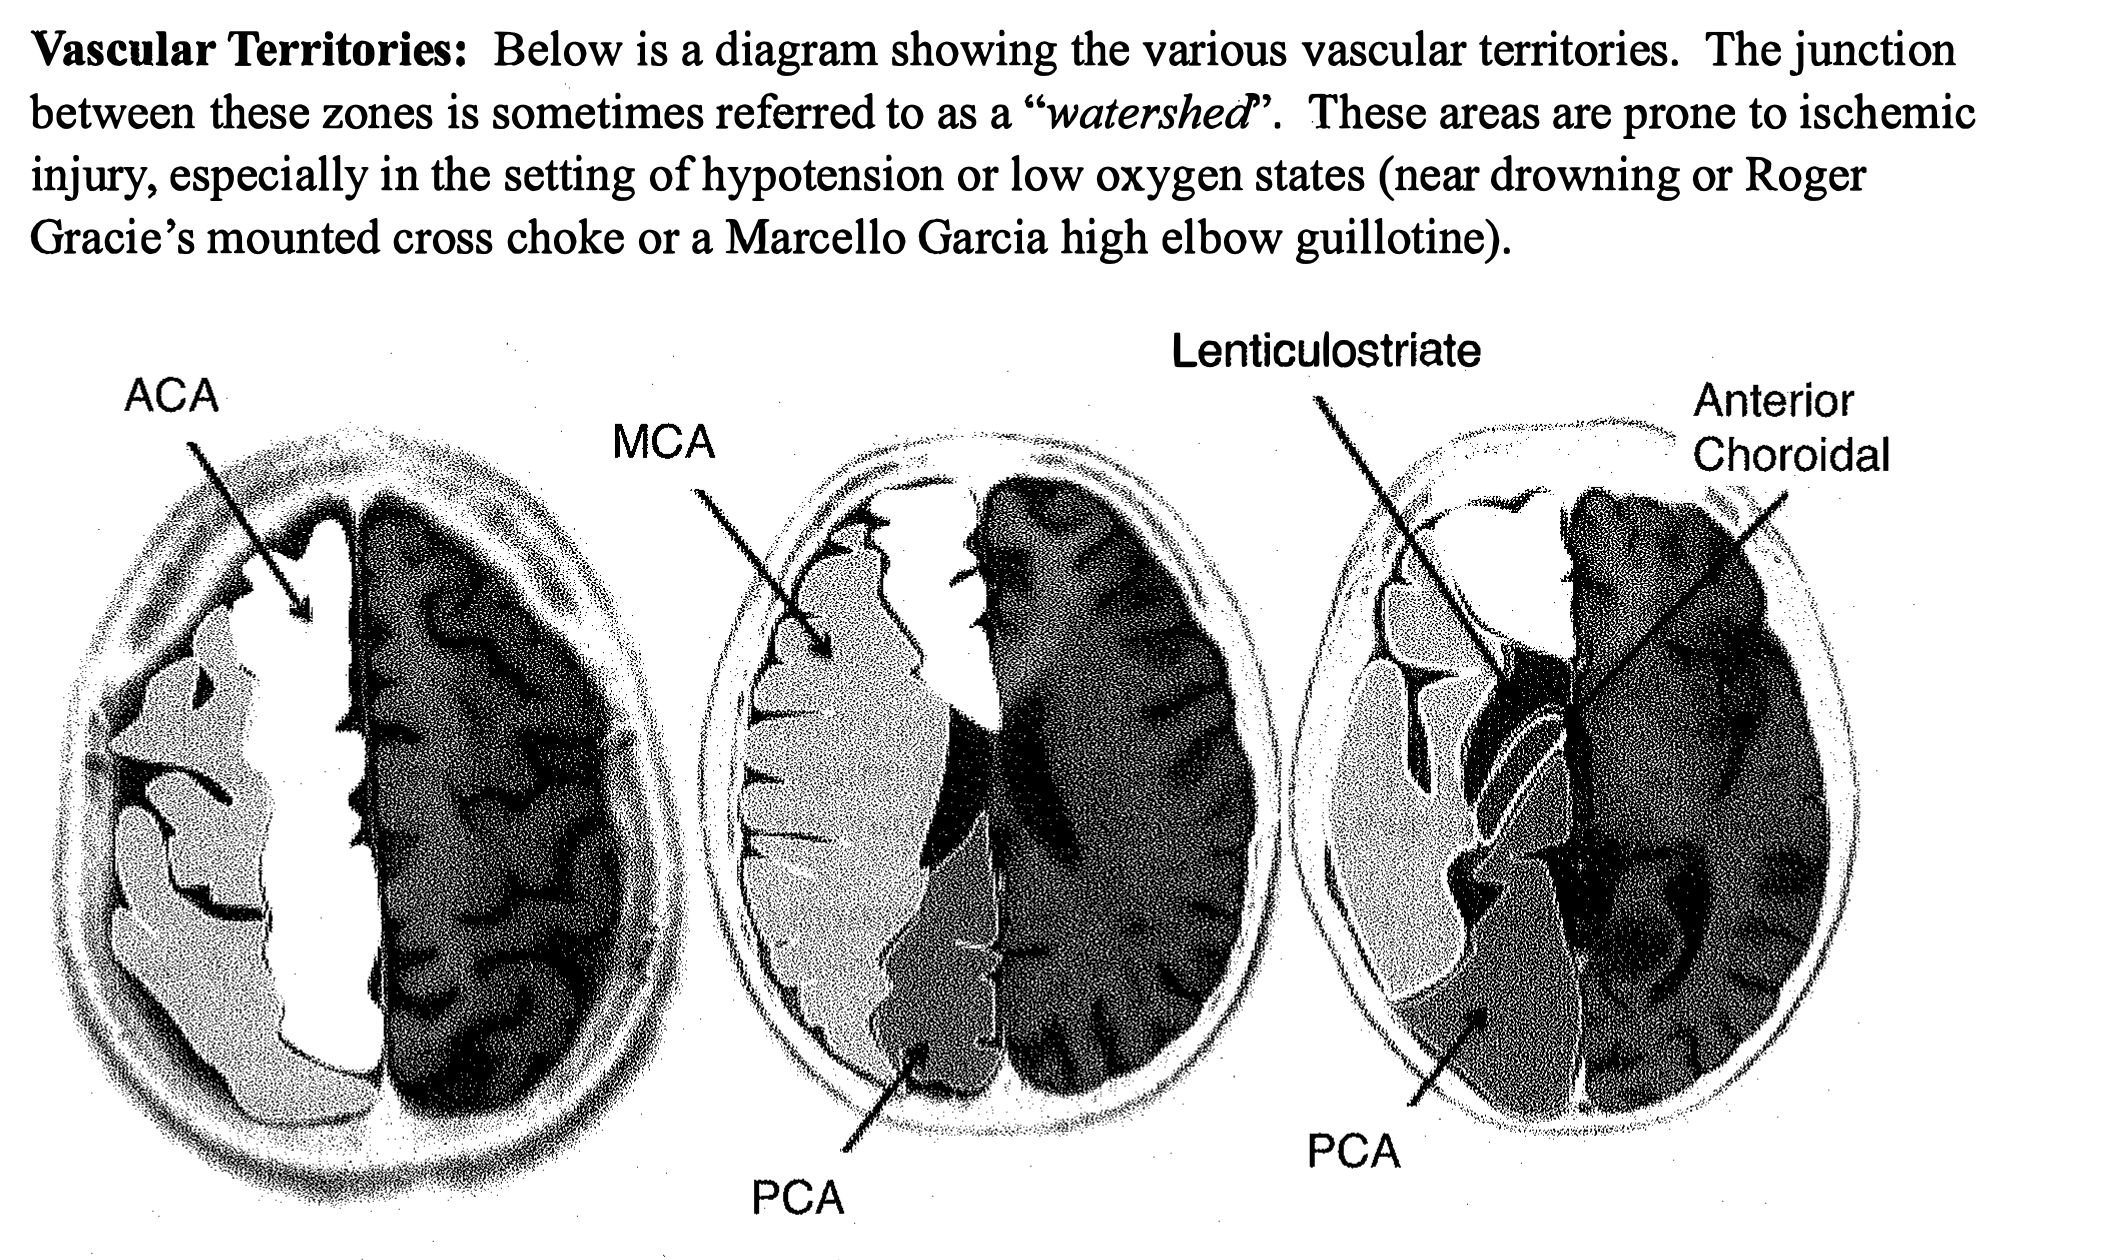 Vascular Territories: Below is a diagram showing the various vascular territories. The junction
between these zones is sometimes referred to as a “watershed”. These areas are prone to ischemic
injury, especially in the setting of hypotension or low oxygen states (near drowning or Roger
Gracie’s mounted cross choke or a Marcello Garcia high elbow guillotine).
Lenticulostriate
ACA
Anterior
Choroidal
MCA
PCA
PCA